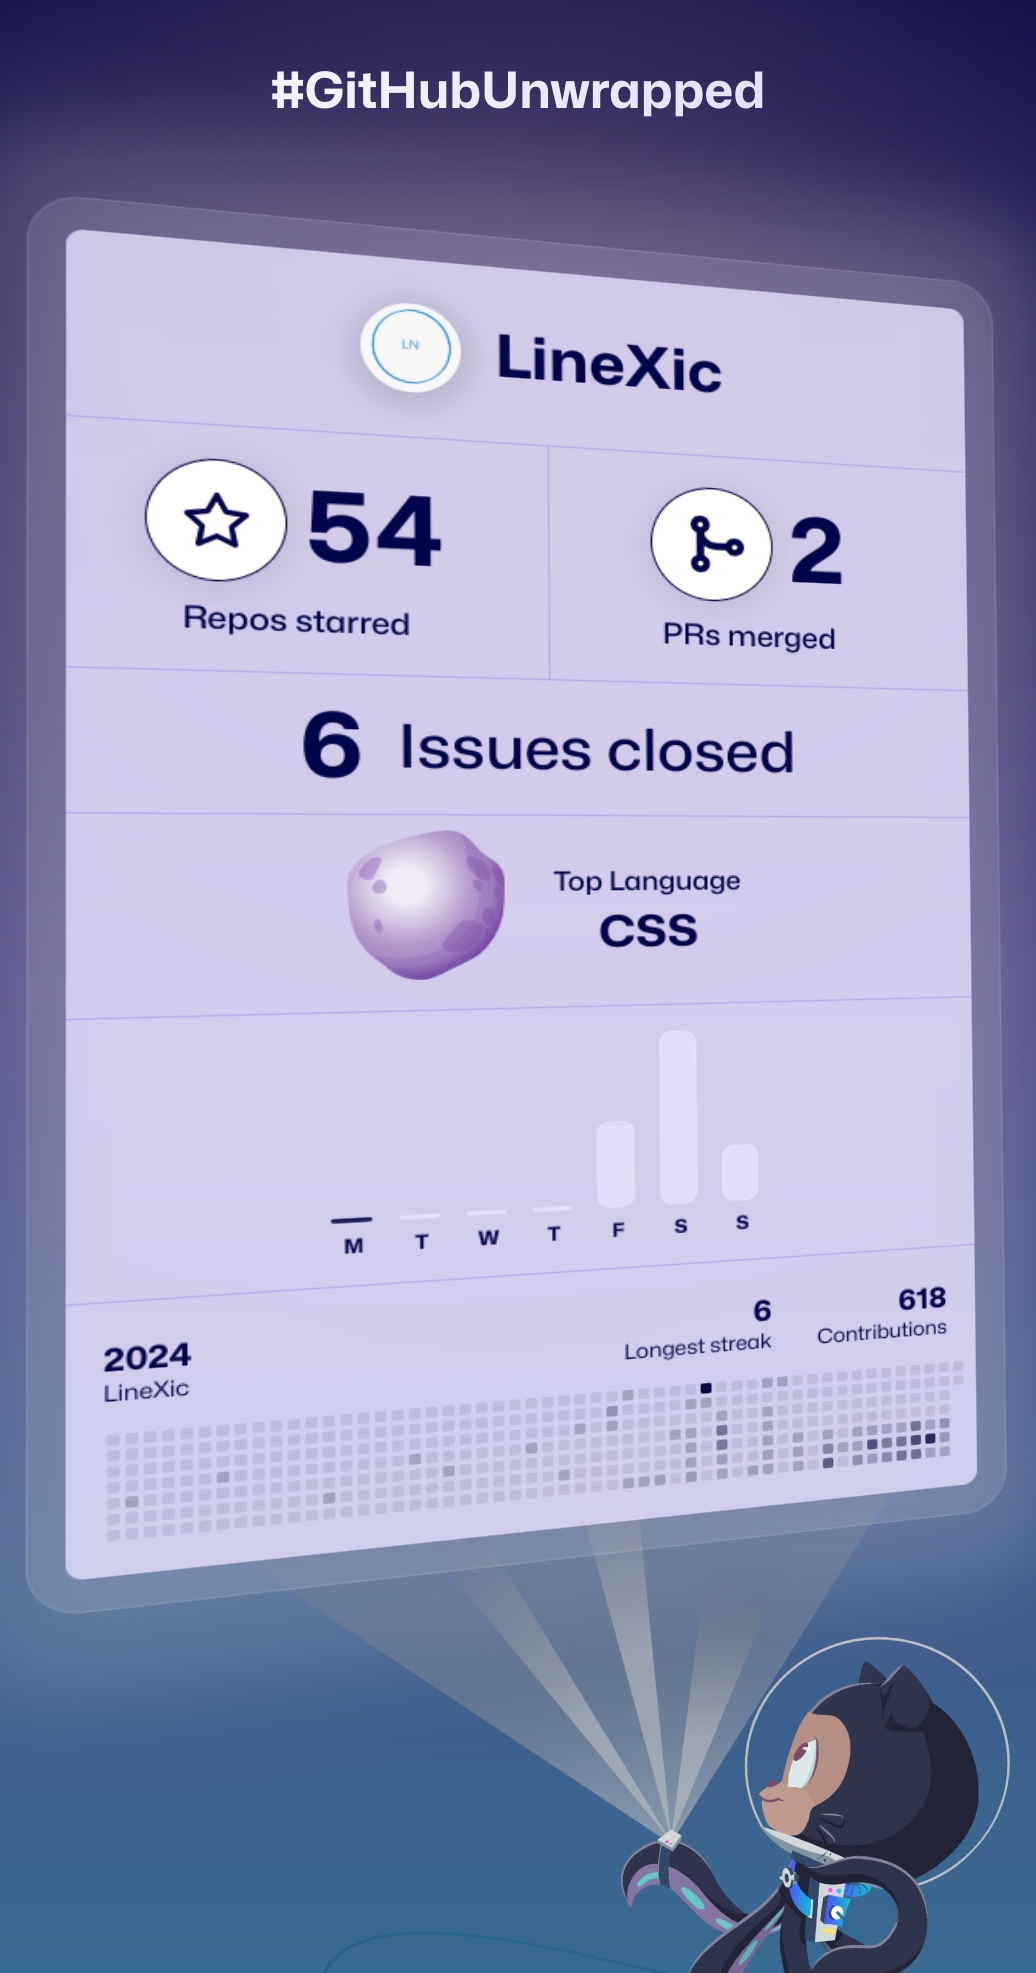 #GitHubUnwrapped
LN
LineXic
54
Repos starred
2
PRs merged
6 Issues closed
Top Language
CSS
M T W T F S S
2024
LineXic
6
Longest streak
618
Contributions